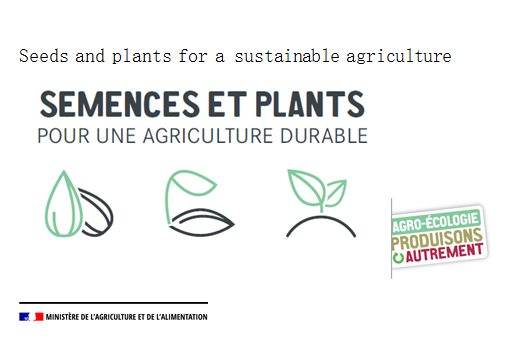 Seeds and plants for a sustainable agriculture
SEMENCES ET PLANTS
POUR UNE AGRICULTURE DURABLE
AGRO-ÉCOLOGIE
PRODUISONS
AUTREMENT
MINISTÈRE DE L'AGRICULTURE ET DE L'ALIMENTATION